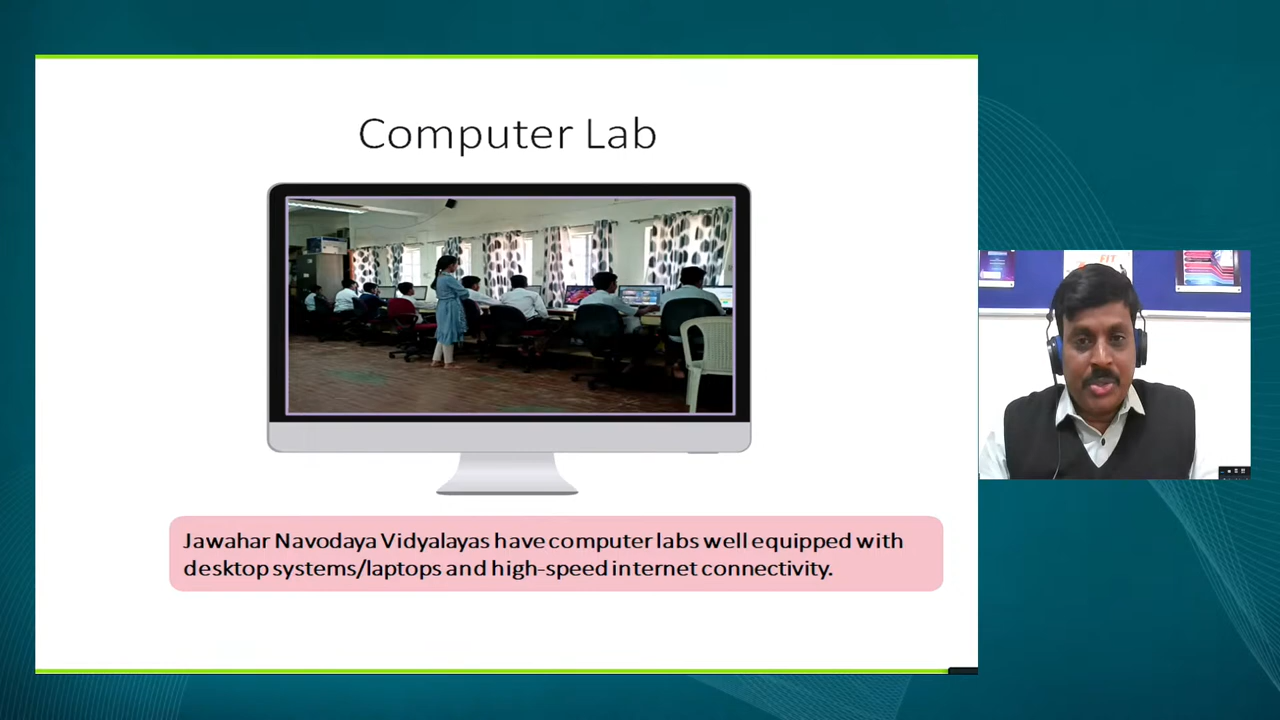 Computer Lab
FIT
Jawahar Navodaya Vidyalayas have computer labs well equipped with
desktop systems/laptops and high-speed internet connectivity.